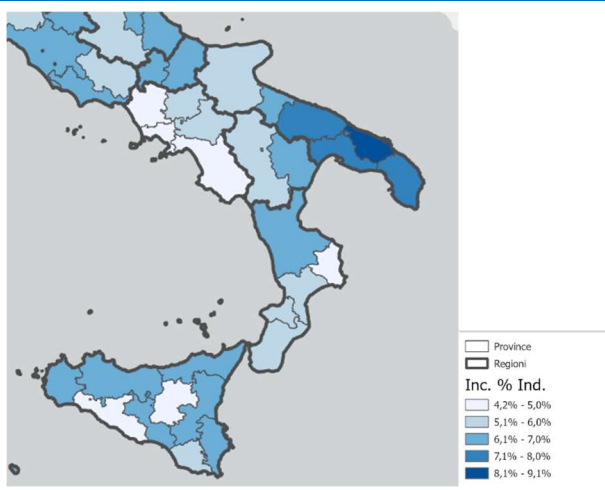 Province
Regioni
Inc. % Ind.
4,2% - 5,0%
5,1% - 6,0%
6,1% - 7,0%
7,1% - 8,0%
8,1% - 9,1%